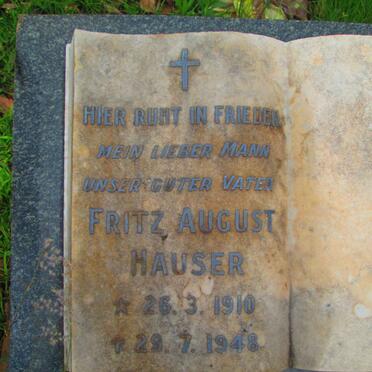 HIER RUHT IN FRIEDEN
MEIN LIEBER MANN
UNSER GUTER VATER
FRITZ AUGUST
HAUSER
☆ 26. 3. 1910
✝ 29. 7. 1948